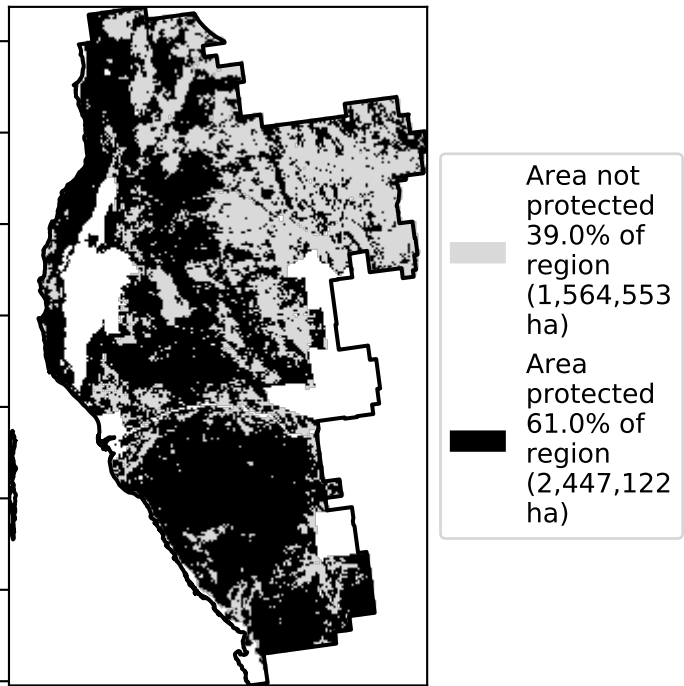 Area not
protected
39.0% of
region
(1,564,553
ha)
Area
protected
61.0% of
region
(2,447,122
ha)